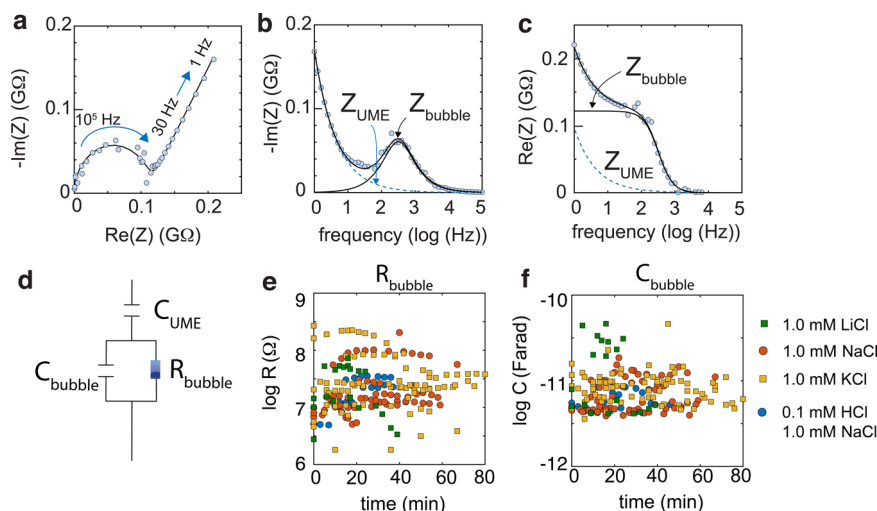 a
0.2
0.1
0
-Im(Z) (GΩ)
10⁵ Hz
30 Hz
1 Hz
0 0.1 0.2
Re(Z) (GΩ)
b
0.2
0.1
0
-Im(Z) (GΩ)
Z_UME
Z_bubble
0 1 2 3 4 5
frequency (log (Hz))
c
0.2
0.1
0
Re(Z) (GΩ)
Z_bubble
Z_UME
0 1 2 3 4 5
frequency (log (Hz))
d
C_UME
C_bubble
R_bubble
e
R_bubble
9
8
7
6
log R (Ω)
0 20 40 60 80
time (min)
f
C_bubble
-10
-11
-12
log C (Farad)
0 20 40 60 80
time (min)
1.0 mM LiCl
1.0 mM NaCl
1.0 mM KCl
0.1 mM HCl
1.0 mM NaCl